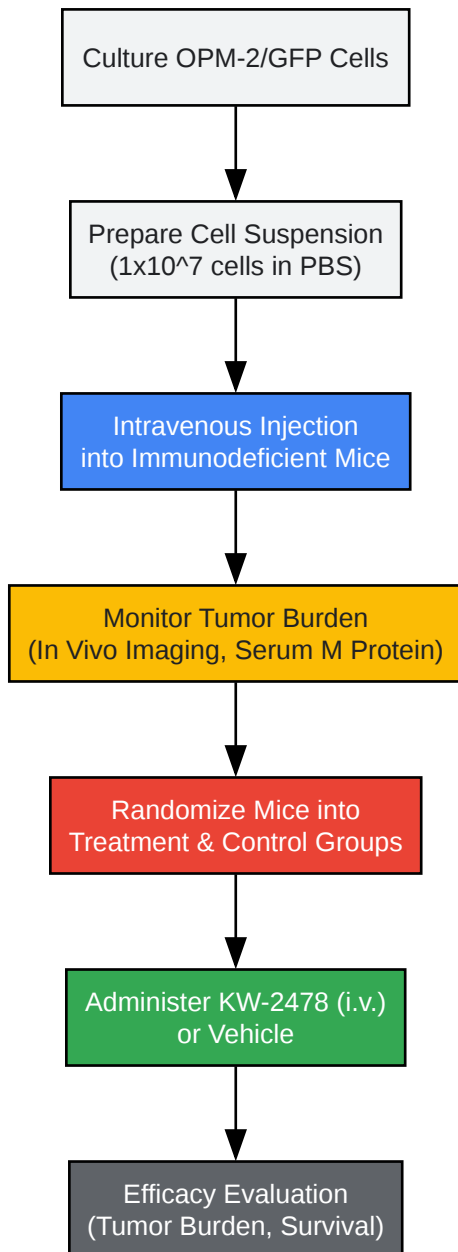 Culture OPM-2/GFP Cells
Prepare Cell Suspension
(1x10^7 cells in PBS)
Intravenous Injection
into Immunodeficient Mice
Monitor Tumor Burden
(In Vivo Imaging, Serum M Protein)
Randomize Mice into
Treatment & Control Groups
Administer KW-2478 (i.v.)
or Vehicle
Efficacy Evaluation
(Tumor Burden, Survival)